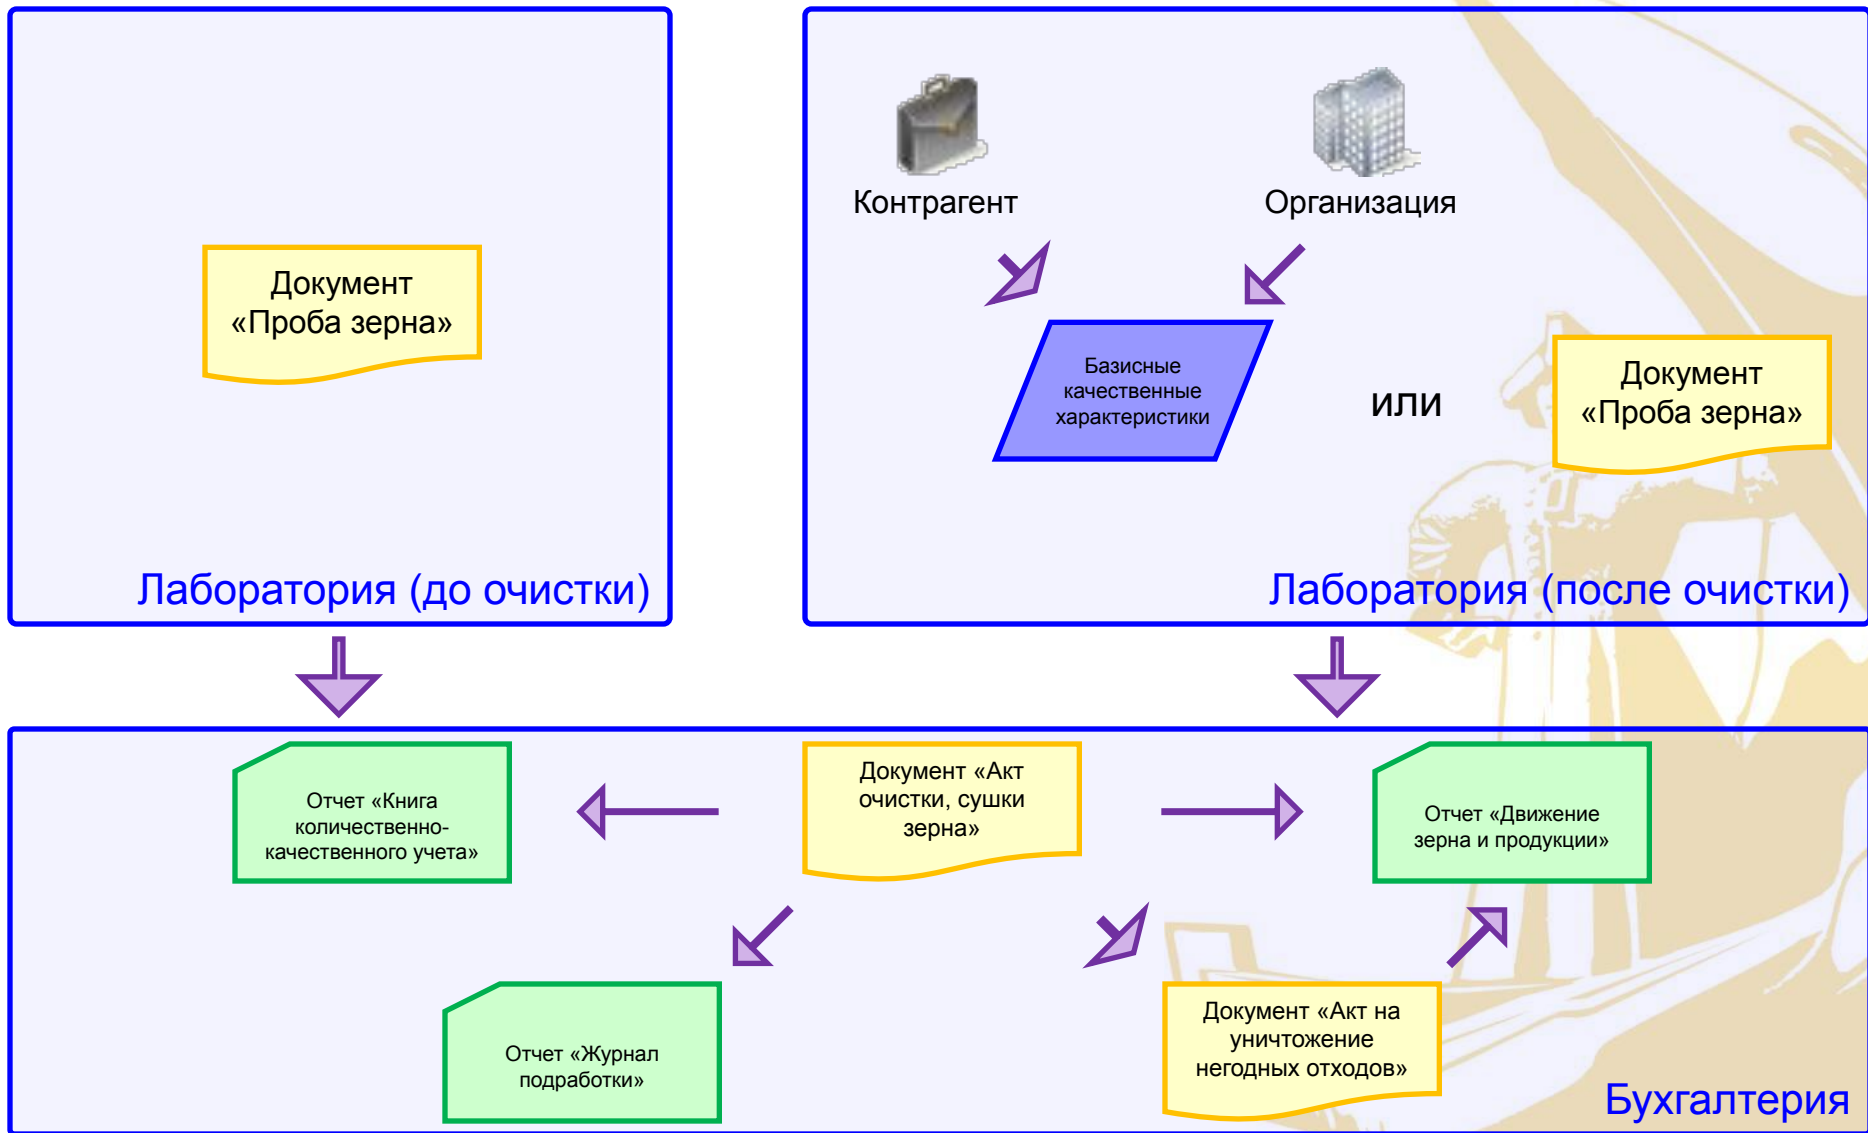 Документ
«Проба зерна»
Лаборатория (до очистки)
Контрагент
Организация
Базисные
качественные
характеристики
или
Документ
«Проба зерна»
Лаборатория (после очистки)
Отчет «Книга
количественно-
качественного учета»
Документ «Акт
очистки, сушки
зерна»
Отчет «Движение
зерна и продукции»
Отчет «Журнал
подработки»
Документ «Акт на
уничтожение
негодных отходов»
Бухгалтерия